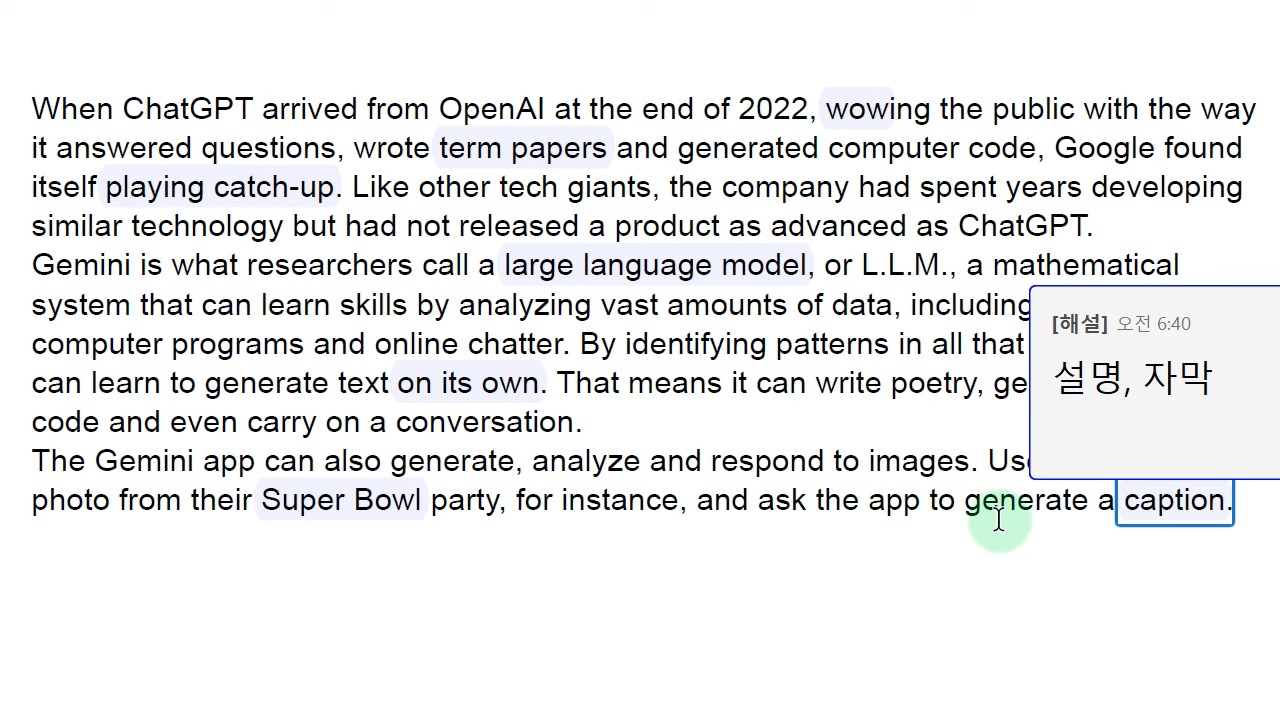 When ChatGPT arrived from OpenAI at the end of 2022, wowing the public with the way
it answered questions, wrote term papers and generated computer code, Google found
itself playing catch-up. Like other tech giants, the company had spent years developing
similar technology but had not released a product as advanced as ChatGPT.
Gemini is what researchers call a large language model, or L.L.M., a mathematical
system that can learn skills by analyzing vast amounts of data, including
computer programs and online chatter. By identifying patterns in all that
can learn to generate text on its own. That means it can write poetry, ge
code and even carry on a conversation.
The Gemini app can also generate, analyze and respond to images. Use
photo from their Super Bowl party, for instance, and ask the app to generate a caption.
[해설] 오전 6:40
설명, 자막